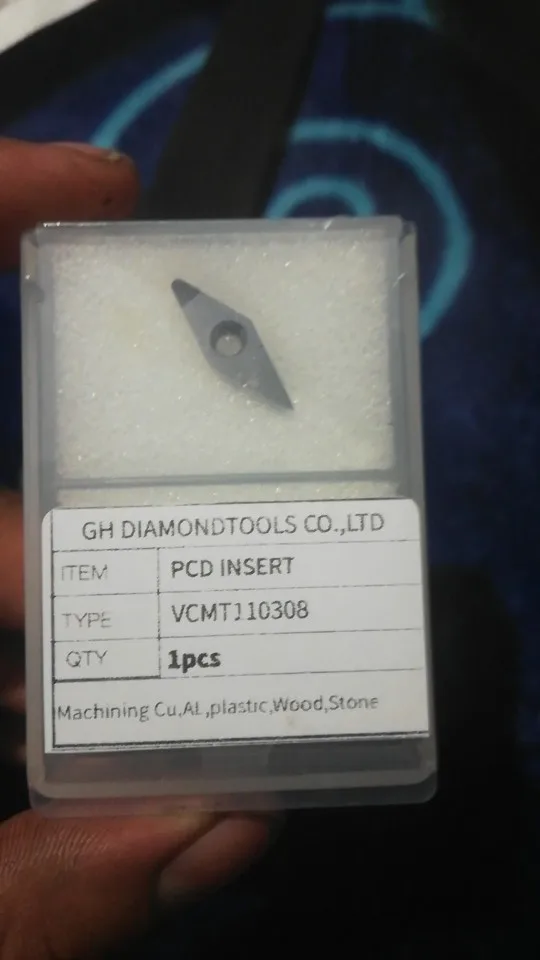 GH DIAMONDTOOLS CO.,LTD
ITEM PCD INSERT
TYPE VCMT110308
QTY 1pcs
Machining Cu,AL,plastic,Wood,Stone